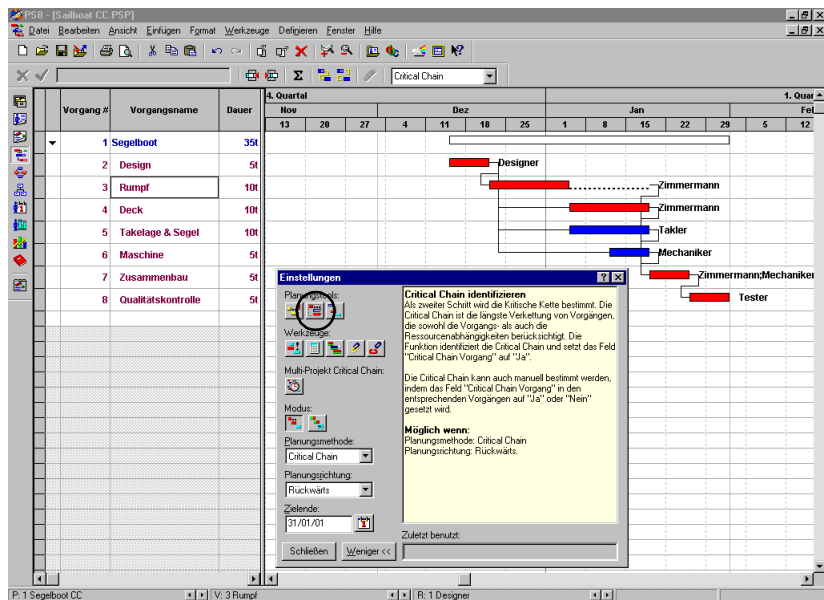 PS8 - [Sailboat CC.PSP]
Datei Bearbeiten Ansicht Einfügen Format Werkzeuge Definieren Fenster Hilfe
Critical Chain
Vorgang # Vorgangsname Dauer
4. Quartal 1. Quar
Nov Dez Jan Fel
13 20 27 4 11 18 25 1 8 15 22 29 5 12
1 Segelboot 35t
2 Design 5t Designer
3 Rumpf 10t Zimmermann
4 Deck 10t Zimmermann
5 Takelage & Segel 10t Takler
6 Maschine 5t Mechaniker
7 Zusammenbau 5t Zimmermann;Mechaniker
8 Qualitätskontrolle 5t Tester
Einstellungen
Planungstools:
Werkzeuge:
Multi-Projekt Critical Chain:
Modus:
Planungsmethode:
Critical Chain
Planungsrichtung:
Rückwärts
Zielende:
31/01/01
Schließen Weniger <<
Critical Chain identifizieren
Als zweiter Schritt wird die Kritische Kette bestimmt. Die
Critical Chain ist die längste Verkettung von Vorgängen,
die sowohl die Vorgangs- als auch die
Ressourcenabhängigkeiten berücksichtigt. Die
Funktion identifiziert die Critical Chain und setzt das Feld
"Critical Chain Vorgang" auf "Ja".
Die Critical Chain kann auch manuell bestimmt werden,
indem das Feld "Critical Chain Vorgang" in den
entsprechenden Vorgängen auf "Ja" oder "Nein"
gesetzt wird.
Möglich wenn:
Planungsmethode: Critical Chain
Planungsrichtung: Rückwärts.
Zuletzt benutzt:
P: 1 Segelboot CC V: 3 Rumpf R: 1 Designer